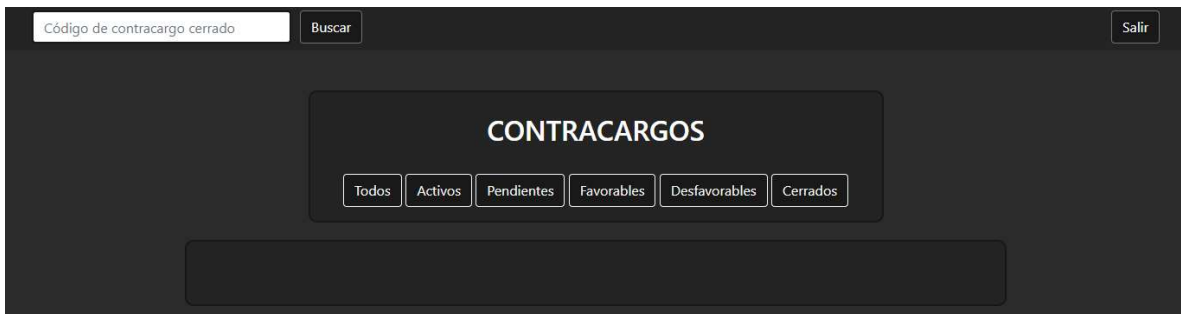 Código de contracargo cerrado Buscar Salir
CONTRACARGOS
Todos Activos Pendientes Favorables Desfavorables Cerrados